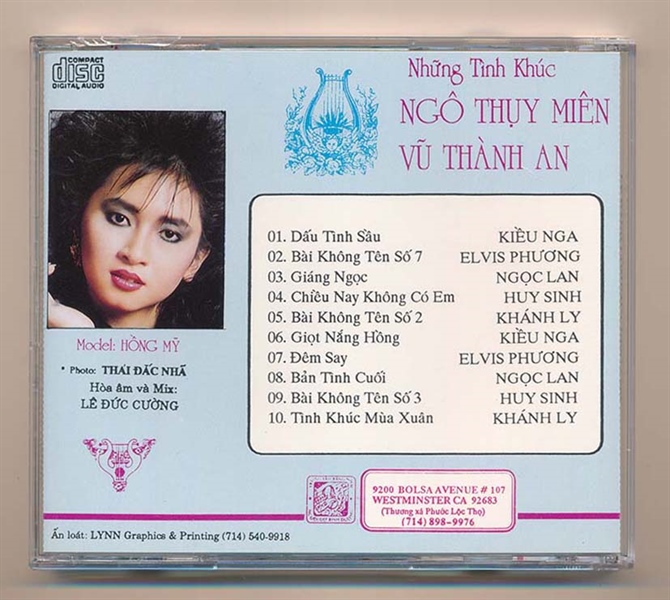 COMPACT
disc
DIGITAL AUDIO
Những Tình Khúc
NGÔ THỤY MIÊN
VŨ THÀNH AN
Model: HỒNG MỸ
* Photo: THÁI ĐẮC NHÃ
Hòa âm và Mix:
LÊ ĐỨC CƯỜNG
01. Dấu Tình Sầu KIỀU NGA
02. Bài Không Tên Số 7 ELVIS PHƯƠNG
03. Giáng Ngọc NGỌC LAN
04. Chiều Nay Không Có Em HUY SINH
05. Bài Không Tên Số 2 KHÁNH LY
06. Giọt Nắng Hồng KIỀU NGA
07. Đêm Say ELVIS PHƯƠNG
08. Bản Tình Cuối NGỌC LAN
09. Bài Không Tên Số 3 HUY SINH
10. Tình Khúc Mùa Xuân KHÁNH LY
9200 BOLSA AVENUE # 107
WESTMINSTER CA 92683
(Thương xá Phước Lộc Thọ)
(714) 898-9976
Ấn loát: LYNN Graphics & Printing (714) 540-9918